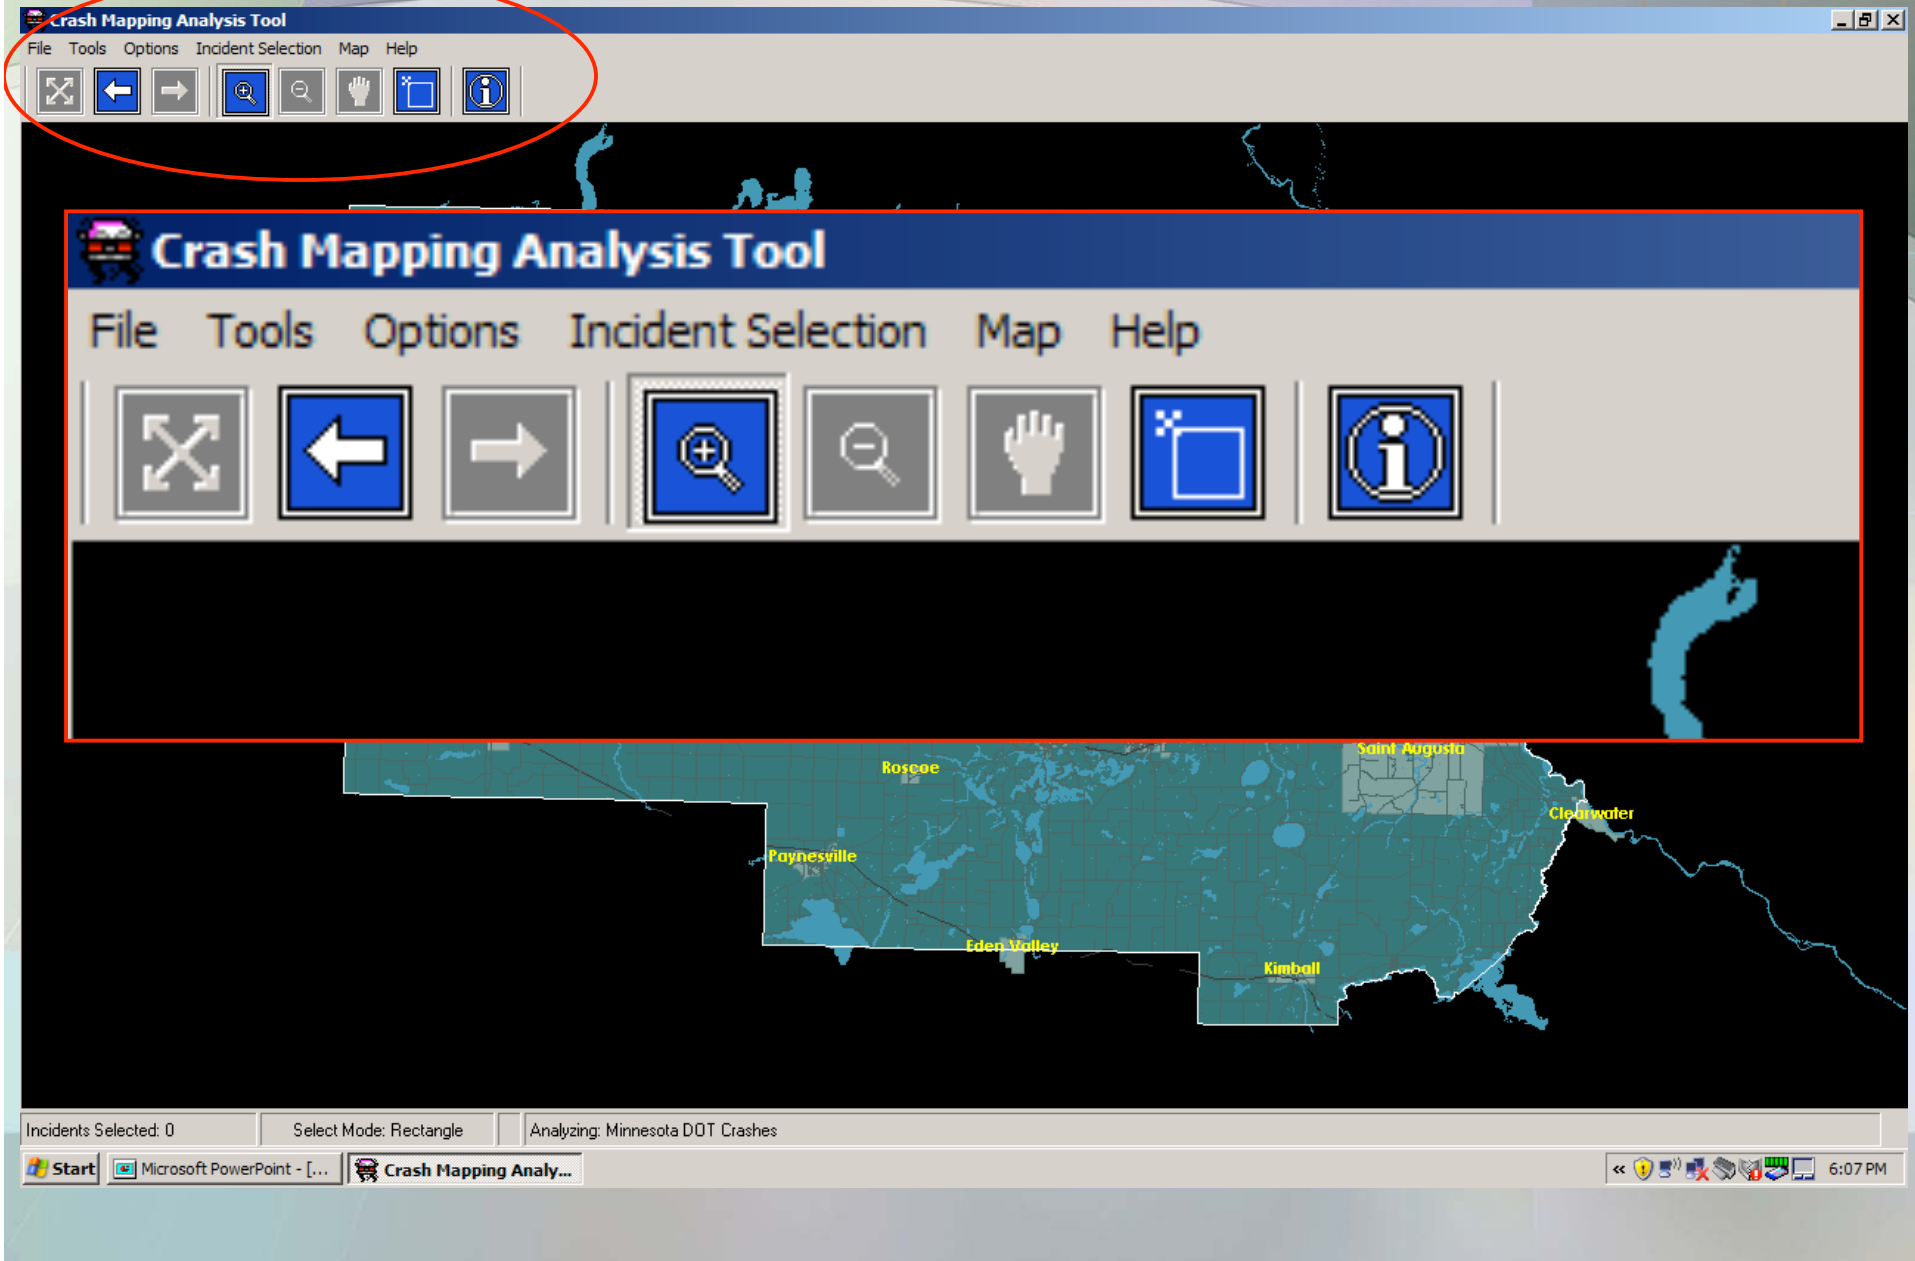 Crash Mapping Analysis Tool
File Tools Options Incident Selection Map Help
Crash Mapping Analysis Tool
File Tools Options Incident Selection Map Help
Saint Augusta
Roscoe
Clearwater
Paynesville
Eden Valley
Kimball
Incidents Selected: 0 Select Mode: Rectangle Analyzing: Minnesota DOT Crashes
Start Microsoft PowerPoint - [... Crash Mapping Analy... « 6:07 PM